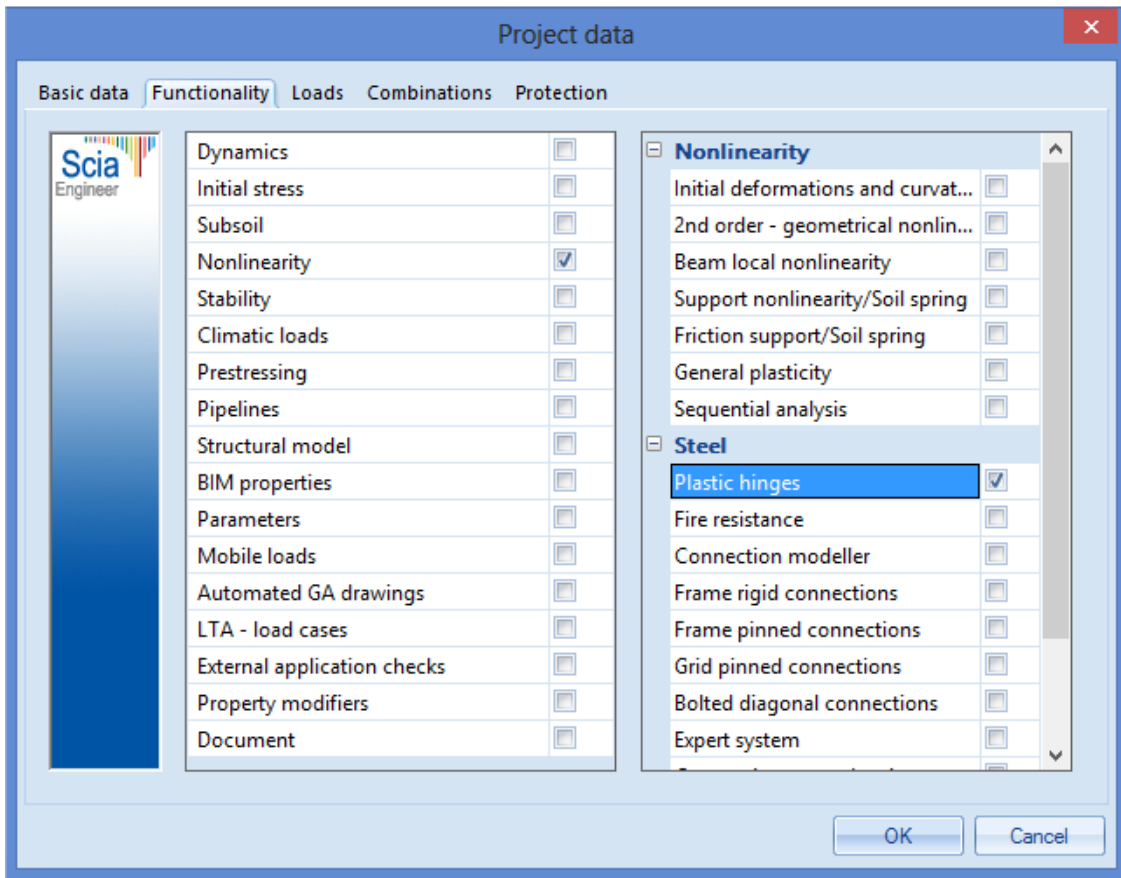 Project data
Basic data Functionality Loads Combinations Protection
Scia
Engineer
Dynamics
Initial stress
Subsoil
Nonlinearity
Stability
Climatic loads
Prestressing
Pipelines
Structural model
BIM properties
Parameters
Mobile loads
Automated GA drawings
LTA - load cases
External application checks
Property modifiers
Document
Nonlinearity
Initial deformations and curvat...
2nd order - geometrical nonlin...
Beam local nonlinearity
Support nonlinearity/Soil spring
Friction support/Soil spring
General plasticity
Sequential analysis
Steel
Plastic hinges
Fire resistance
Connection modeller
Frame rigid connections
Frame pinned connections
Grid pinned connections
Bolted diagonal connections
Expert system
OK Cancel